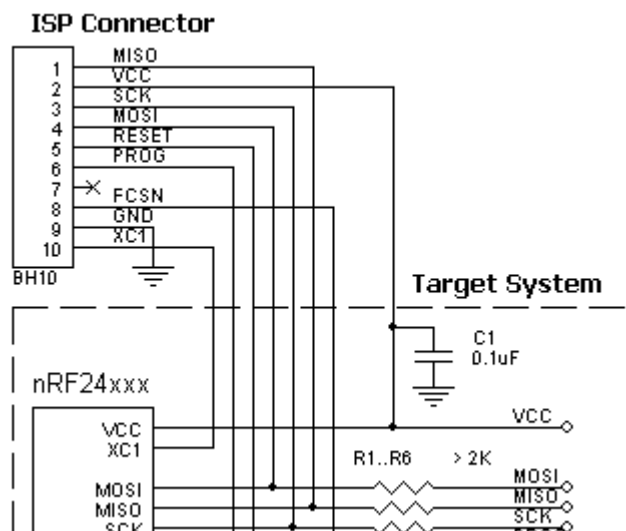 ISP Connector
1 MISO
2 VCC
3 SCK
4 MOSI
5 RESET
6 PROG
7
8 FCSN
9 GND
10 XC1
BH10
Target System
C1
0.1uF
nRF24xxx
VCC
XC1
VCC
R1..R6 > 2K
MOSI
MOSI
MISO
MISO
SCK
SCK